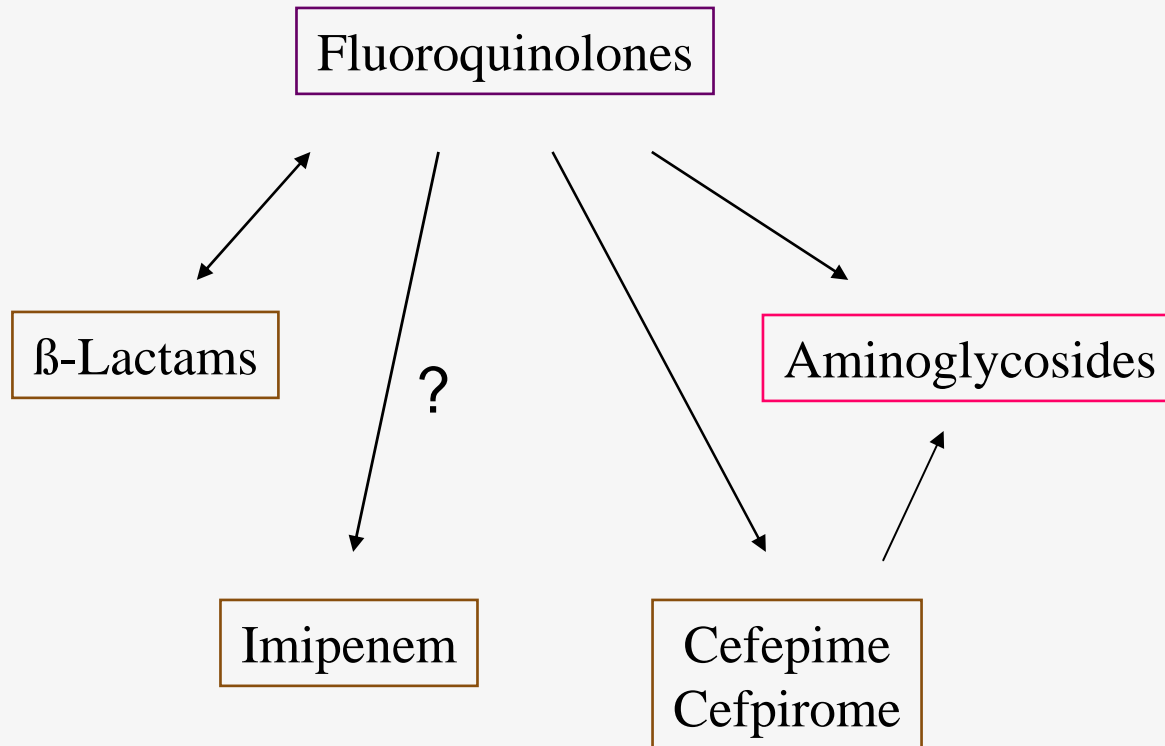 Fluoroquinolones
ß-Lactams
?
Aminoglycosides
Imipenem
Cefepime
Cefpirome